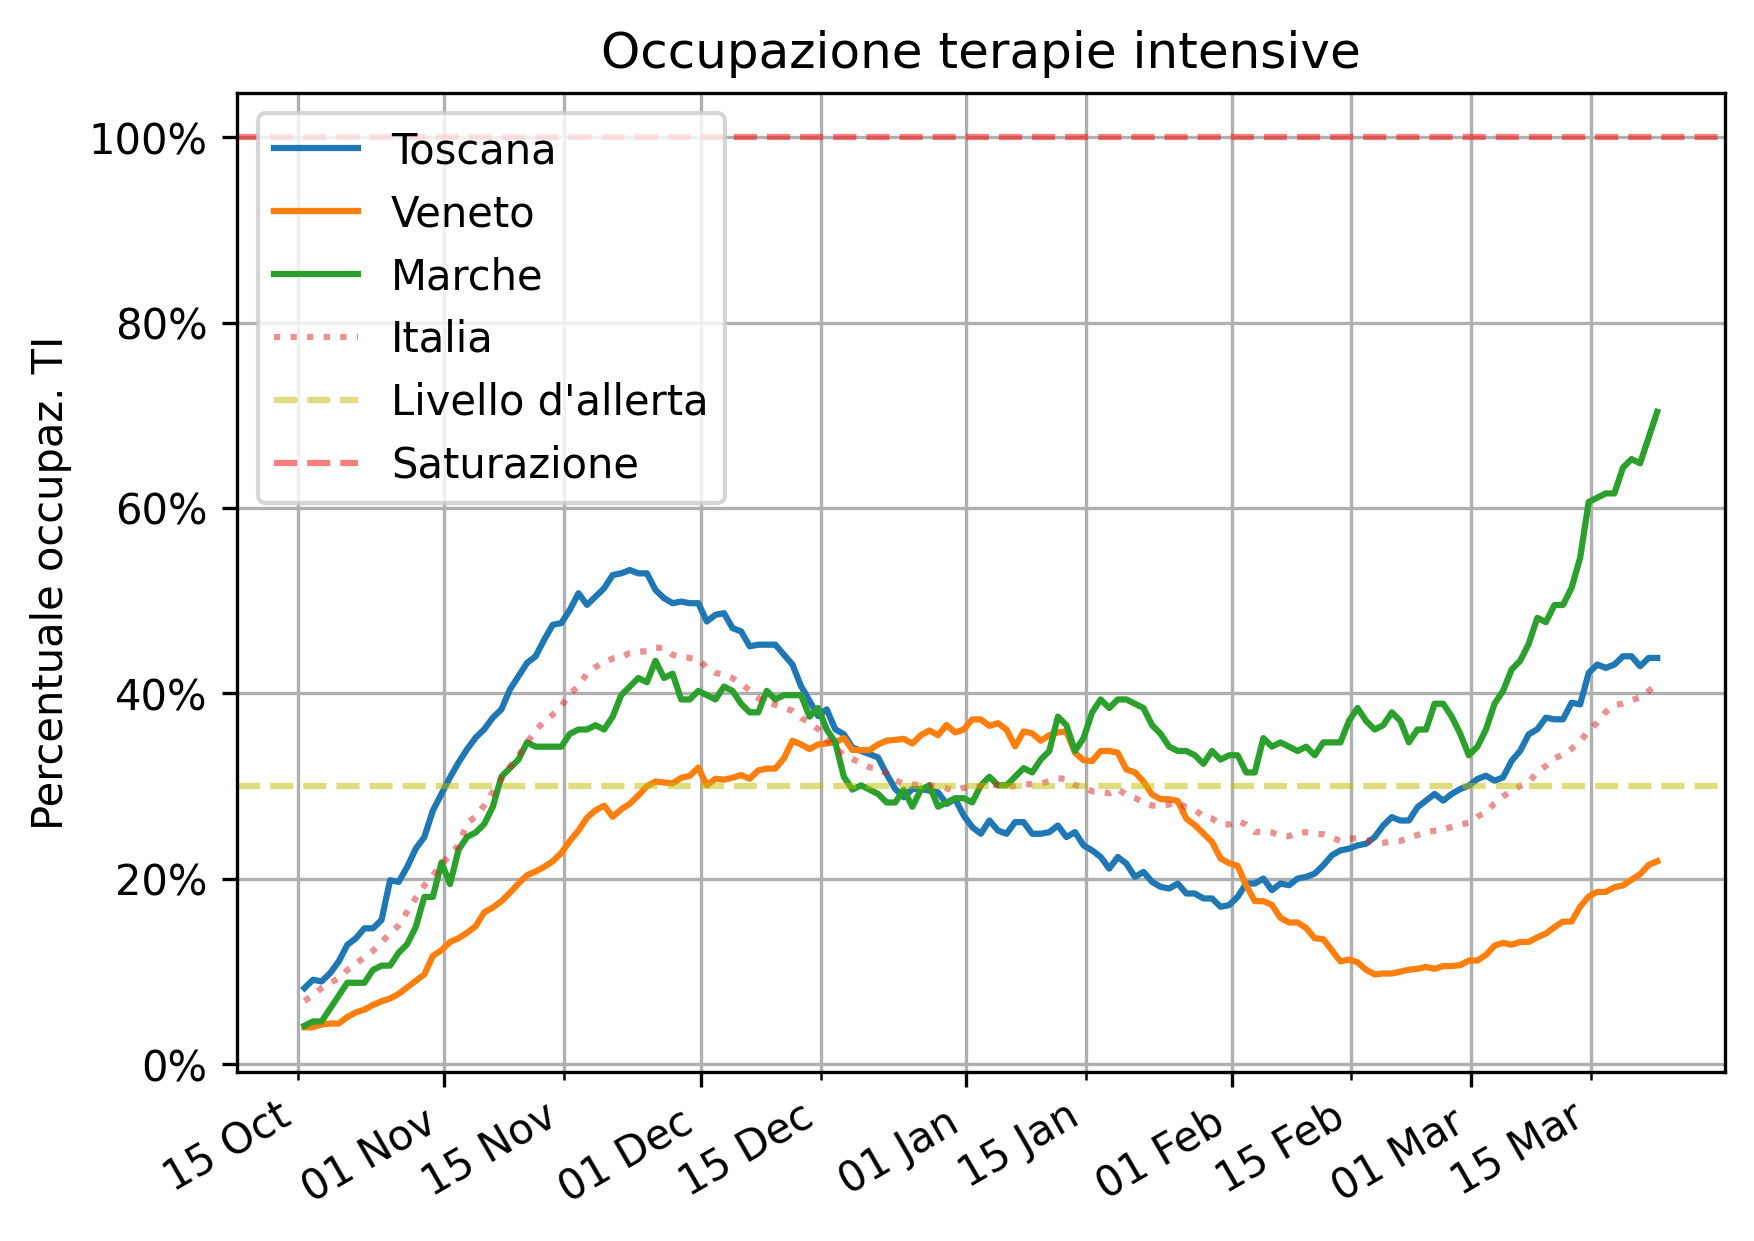 Occupazione terapie intensive
Percentuale occupaz. TI
100%
80%
60%
40%
20%
0%
Toscana
Veneto
Marche
Italia
Livello d'allerta
Saturazione
15 Oct
01 Nov
15 Nov
01 Dec
15 Dec
01 Jan
15 Jan
01 Feb
15 Feb
01 Mar
15 Mar